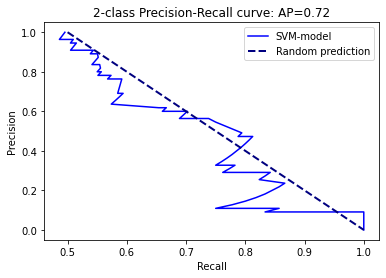 2-class Precision-Recall curve: AP=0.72
SVM-model
Random prediction
Precision
1.0
0.8
0.6
0.4
0.2
0.0
0.5
0.6
0.7
0.8
0.9
1.0
Recall